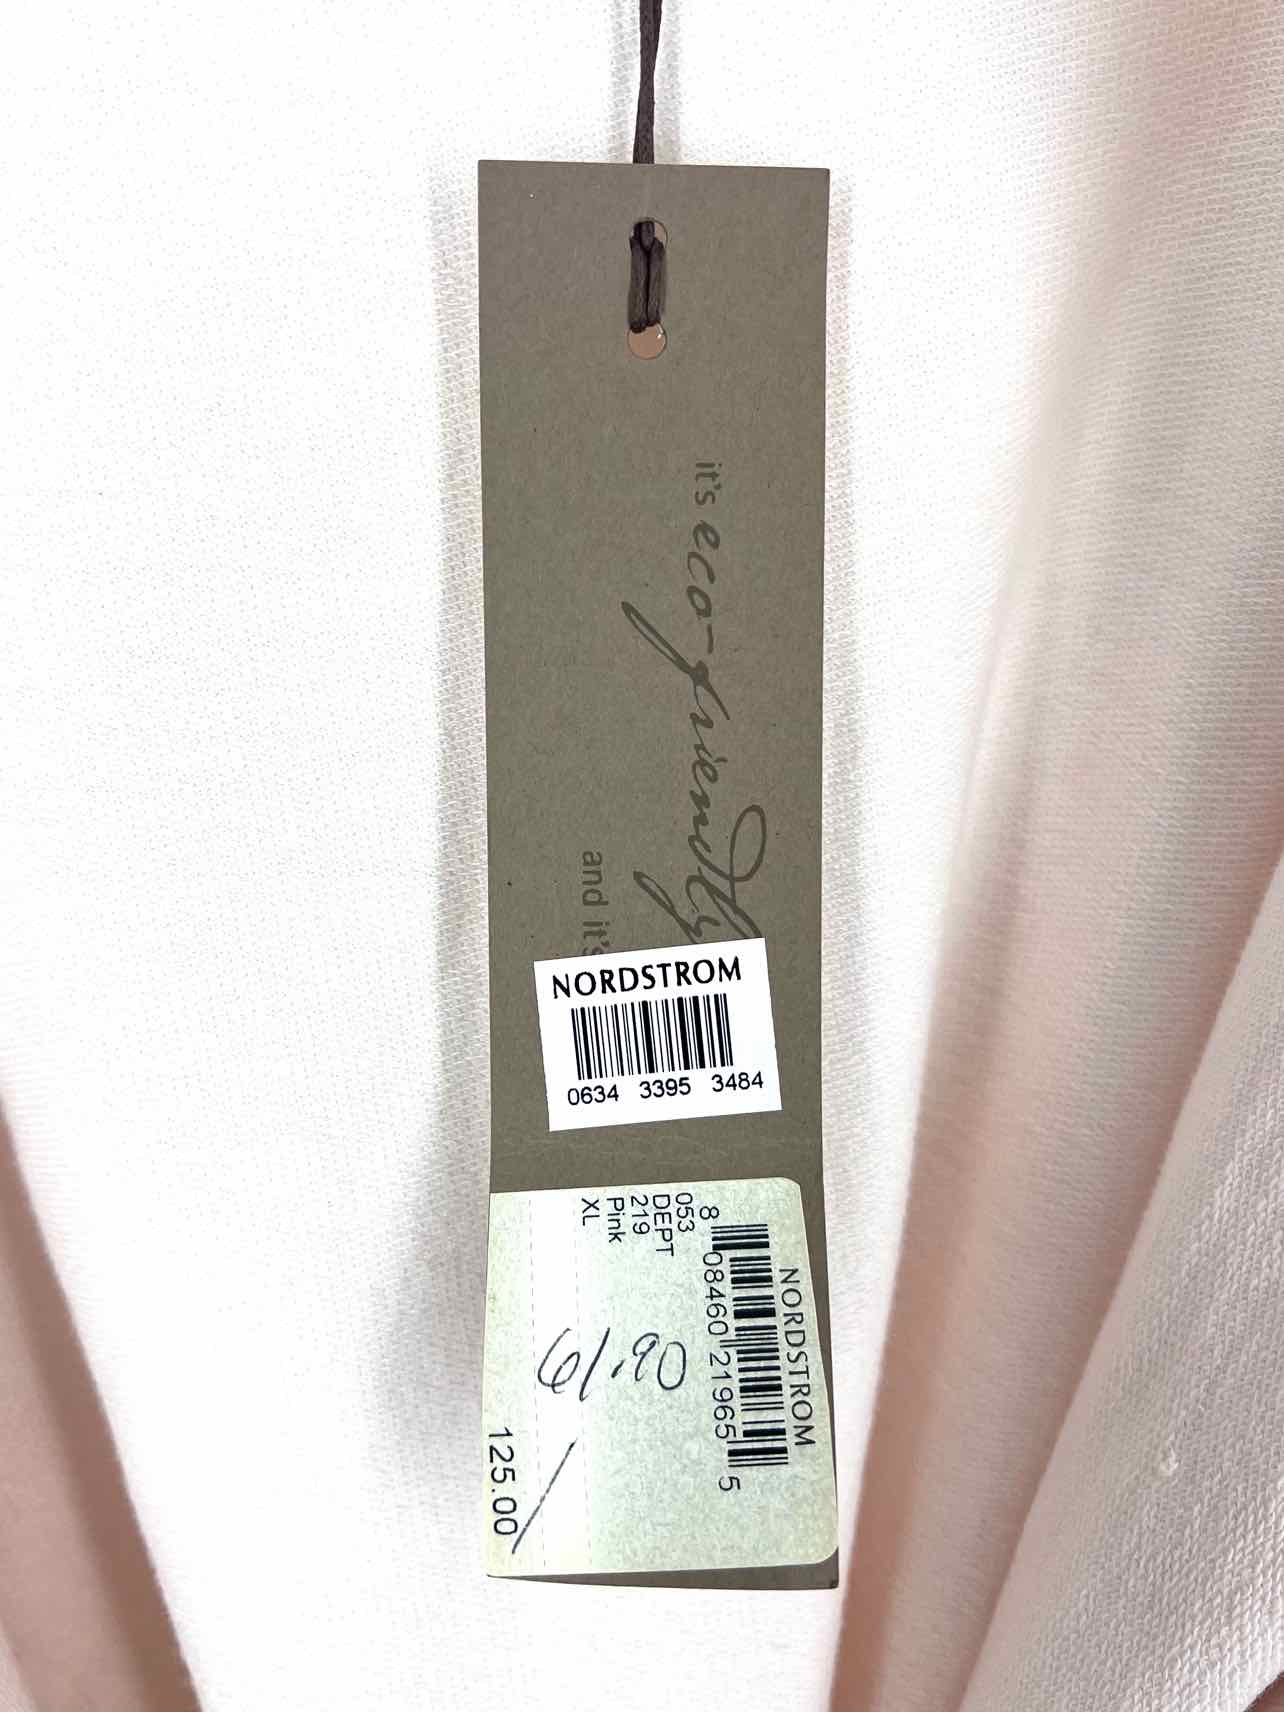 it's eco-friendly
and it's
NORDSTROM
0634 3395 3484
NORDSTROM
8 08460 21965 5
053
DEPT
219
Pink
XL
61.90
125.00